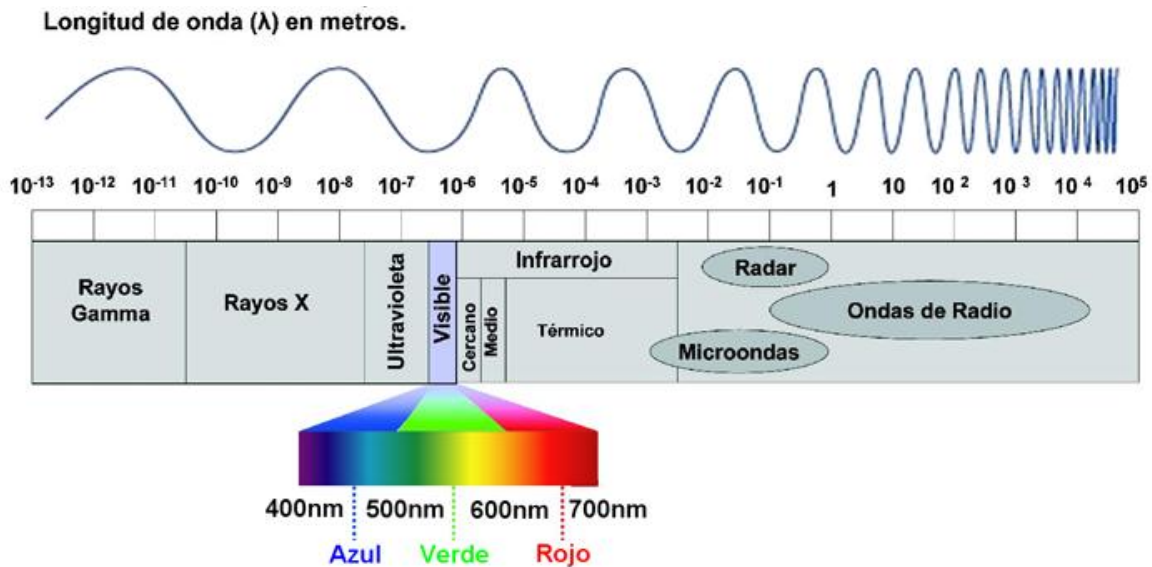 Longitud de onda (λ) en metros.
10-13 10-12 10-11 10-10 10-9 10-8 10-7 10-6 10-5 10-4 10-3 10-2 10-1 1 10 10 2 10 3 10 4 10 5
Rayos
Gamma
Rayos X
Ultravioleta
Visible
Infrarrojo
Cercano
Medio
Térmico
Radar
Ondas de Radio
Microondas
400nm 500nm 600nm 700nm
Azul Verde Rojo